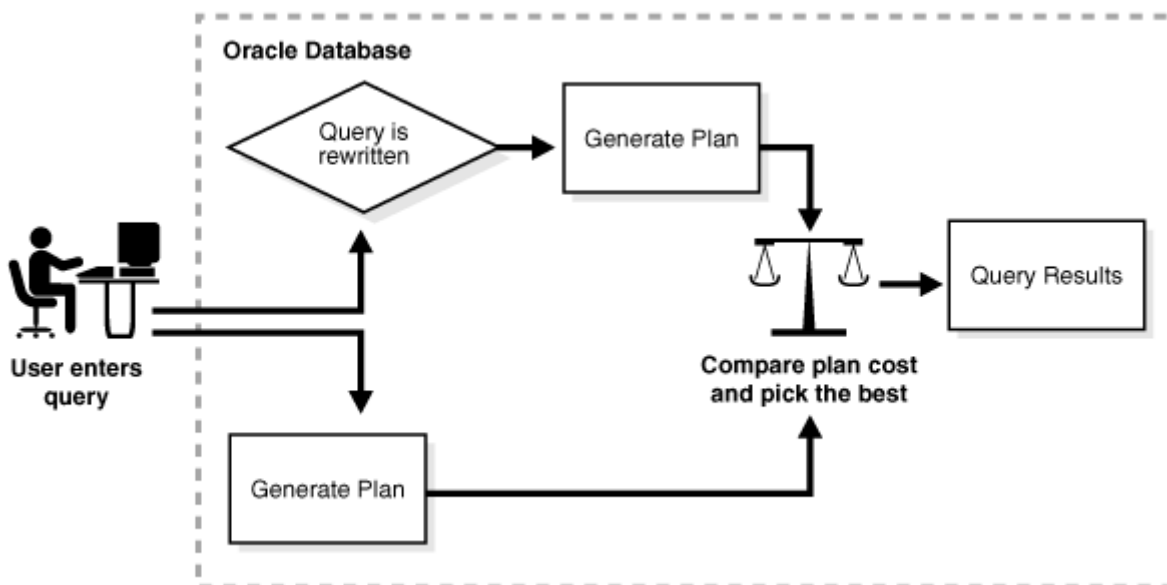 Oracle Database
Query is
rewritten
Generate Plan
Query Results
User enters
query
Compare plan cost
and pick the best
Generate Plan